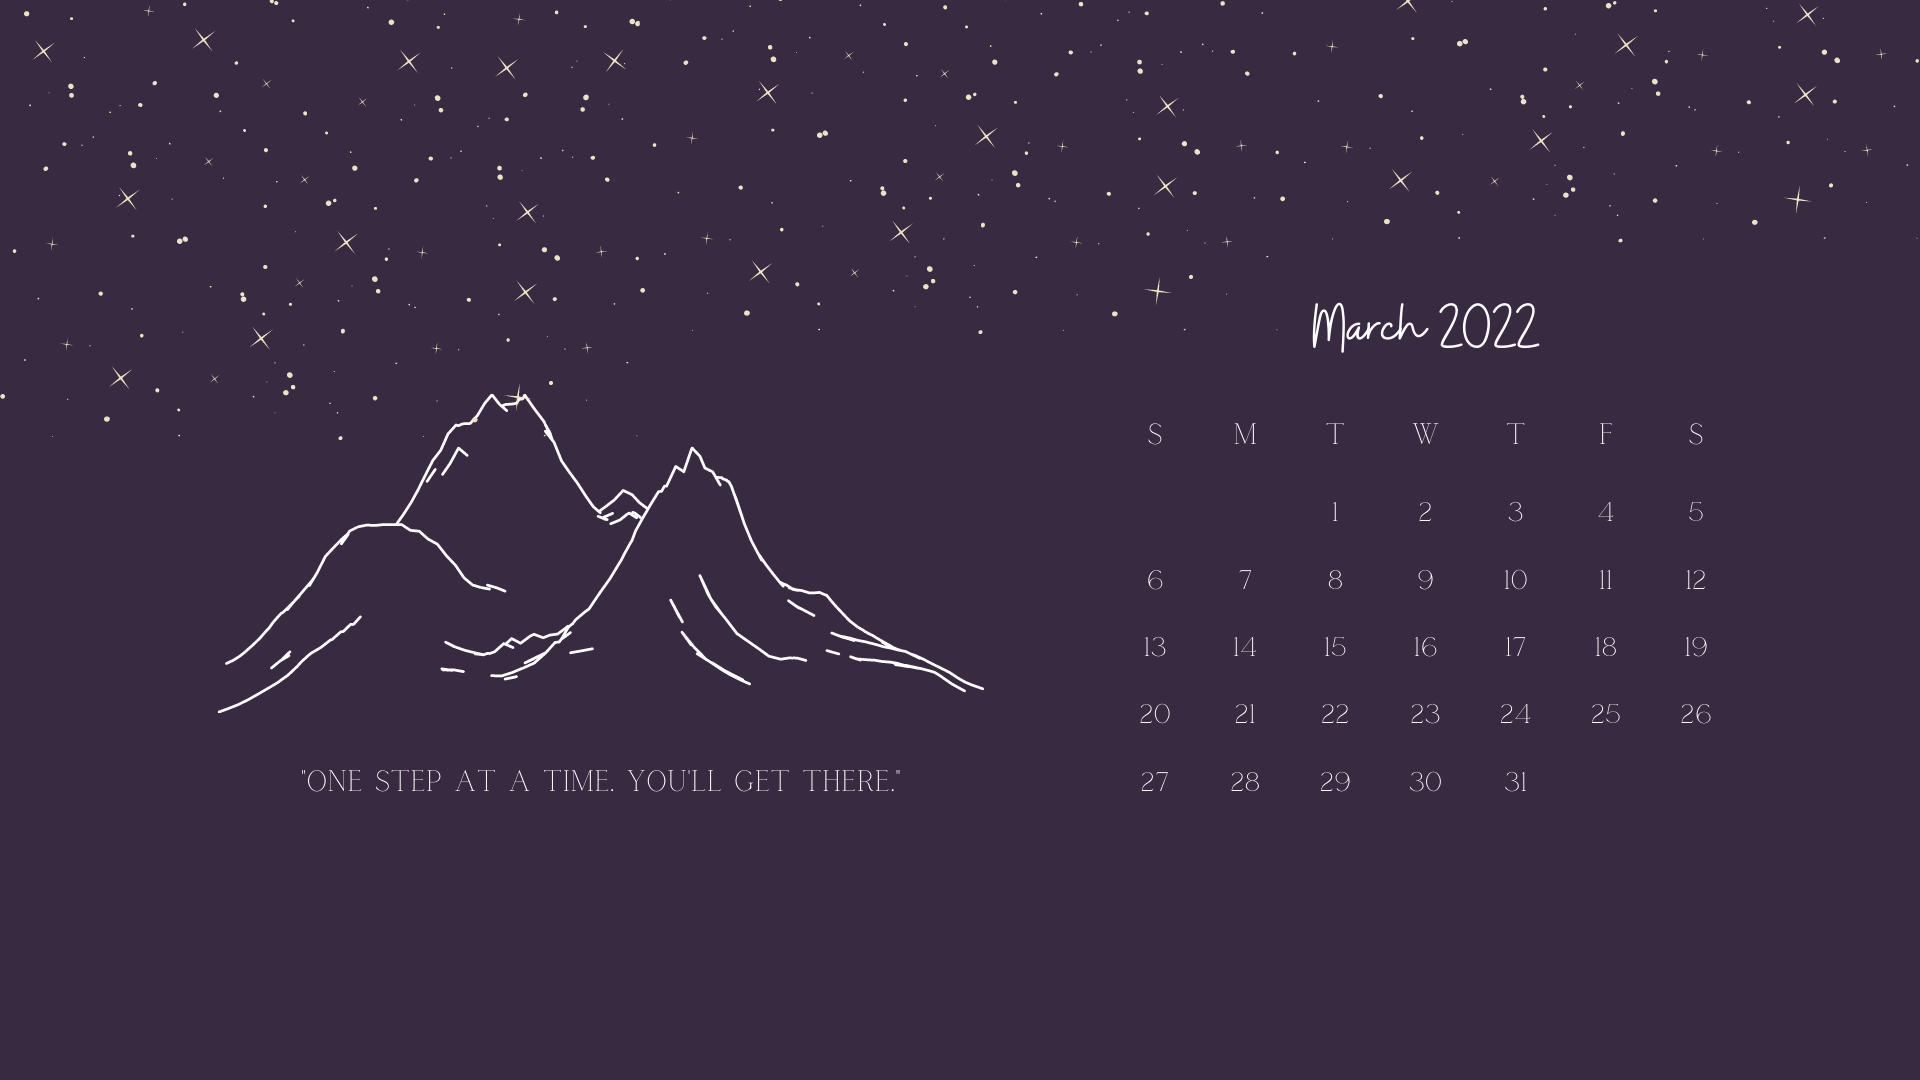 March 2022
S M T W T F S
1 2 3 4 5
6 7 8 9 10 11 12
13 14 15 16 17 18 19
20 21 22 23 24 25 26
27 28 29 30 31
"ONE STEP AT A TIME. YOU'LL GET THERE."